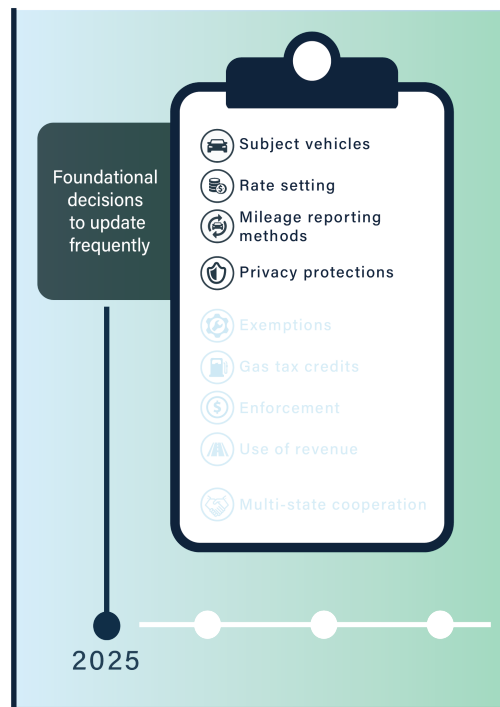 Foundational
decisions
to update
frequently
Subject vehicles
Rate setting
Mileage reporting
methods
Privacy protections
Exemptions
Gas tax credits
Enforcement
Use of revenue
Multi-state cooperation
2025